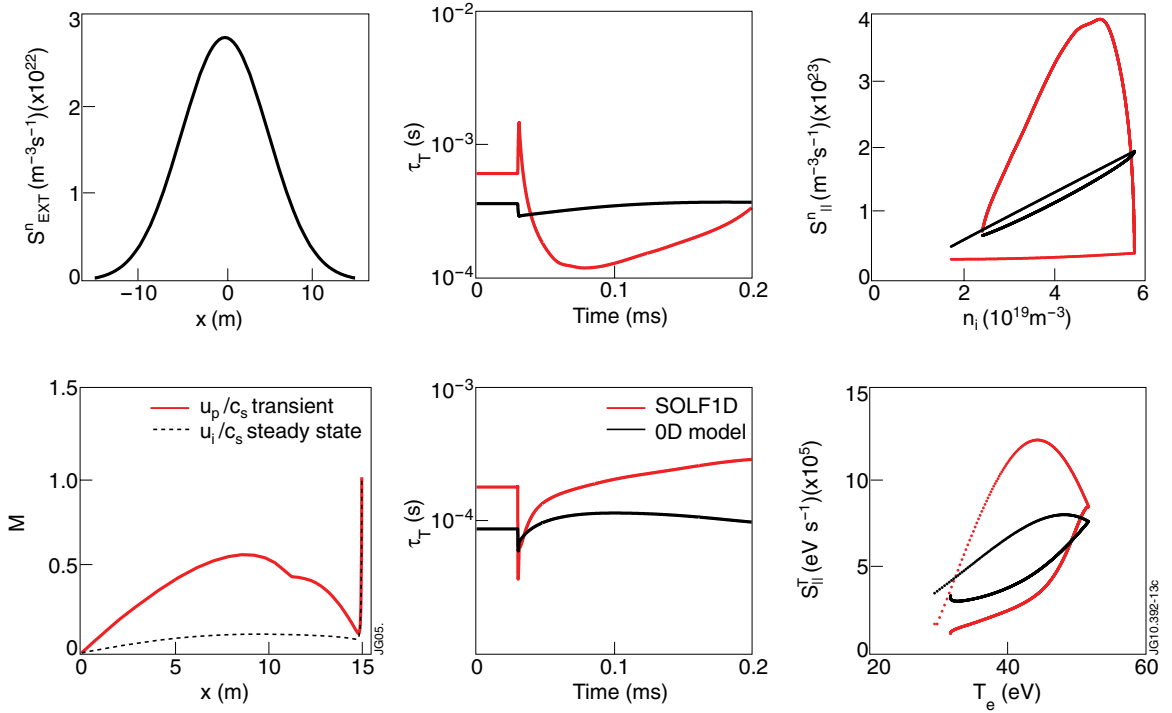 3
2
1
0
S^n_EXT (m^−3s^−1)(x10^22)
−10
0
10
x (m)
10^−2
10^−3
10^−4
τ_T (s)
0
0.1
0.2
Time (ms)
4
3
2
1
0
S^n_|| (m^−3s^−1)(x10^23)
0
2
4
6
n_i (10^19m^−3)
1.5
1.0
0.5
0
M
u_p/c_s transient
u_i/c_s steady state
0
5
10
15
x (m)
JG05.
10^−3
10^−4
τ_T (s)
SOLF1D
0D model
0
0.1
0.2
Time (ms)
15
10
5
0
S^T_|| (eV s^−1)(x10^5)
20
40
60
T_e (eV)
JG10.392-13c